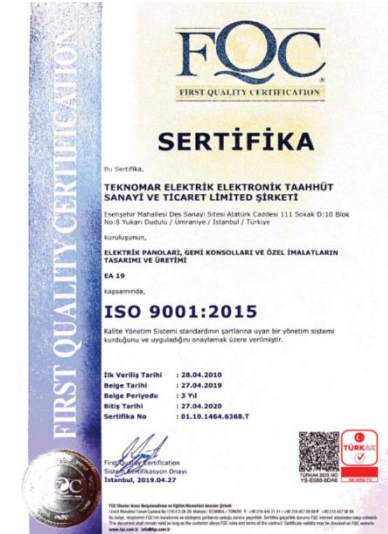 FQC
®
FIRST QUALITY CERTIFICATION
FIRST QUALITY CERTIFICATION
SERTİFİKA
Bu Sertifika,
TEKNOMAR ELEKTRİK ELEKTRONİK TAAHHÜT
SANAYİ VE TİCARET LİMİTED ŞİRKETİ
Esenşehir Mahallesi Des Sanayi Sitesi Atatürk Caddesi 111 Sokak D:10 Blok
No:8 Yukarı Dudulu / Ümraniye / İstanbul / Türkiye
kuruluşunun,
ELEKTRİK PANOLARI, GEMİ KONSOLLARI VE ÖZEL İMALATLARIN
TASARIMI VE ÜRETİMİ
EA 19
kapsamında,
ISO 9001:2015
Kalite Yönetim Sistemi standardının şartlarına uyan bir yönetim sistemi
kurduğunu ve uyguladığını onaylamak üzere verilmiştir.
İlk Veriliş Tarihi : 28.04.2010
Belge Tarihi : 27.04.2019
Belge Periyodu : 3 Yıl
Bitiş Tarihi : 27.04.2020
Sertifika No : 01.10.1464.6368.T
First Quality Certification
Sistem Sertifikasyon Onayı
İstanbul, 2019.04.27
TÜRKAK